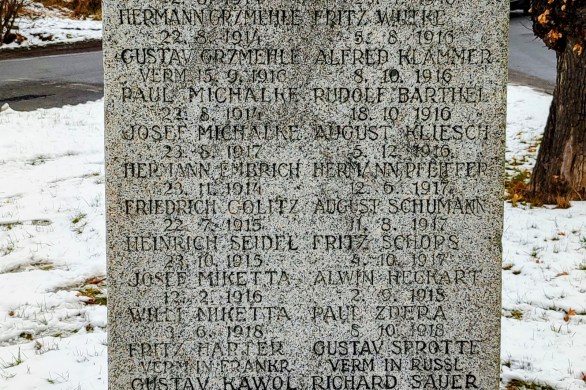 HERMANN GRZMEHLE FRITZ WITTKE
22.8.1914 5.8.1916
GUSTAV GRZMEHLE ALFRED KLAMMER
VERM 15.9.1916 8.10.1916
PAUL MICHALKE RUDOLF BARTHEL
22.8.1914 18.10.1916
JOSEF MICHALKE AUGUST KLIESCH
23.8.1917 5.12.1916
HERMANN EMBRICH HERMANN PFEIFFER
23.11.1914 12.6.1917
FRIEDRICH GOLITZ AUGUST SCHUMANN
22.7.1915 11.8.1917
HEINRICH SEIDEL FRITZ SCHOPS
23.10.1915 4.10.1917
JOSEF MIKETTA ALWIN HECKART
12.2.1916 2.9.1918
WILLI MIKETTA PAUL ZDERA
3.6.1918 8.10.1918
FRITZ HARTER GUSTAV SPROTTE
VERM IN FRANKR VERM IN RUSSL
GUSTAV KAWOL RICHARD SAUER